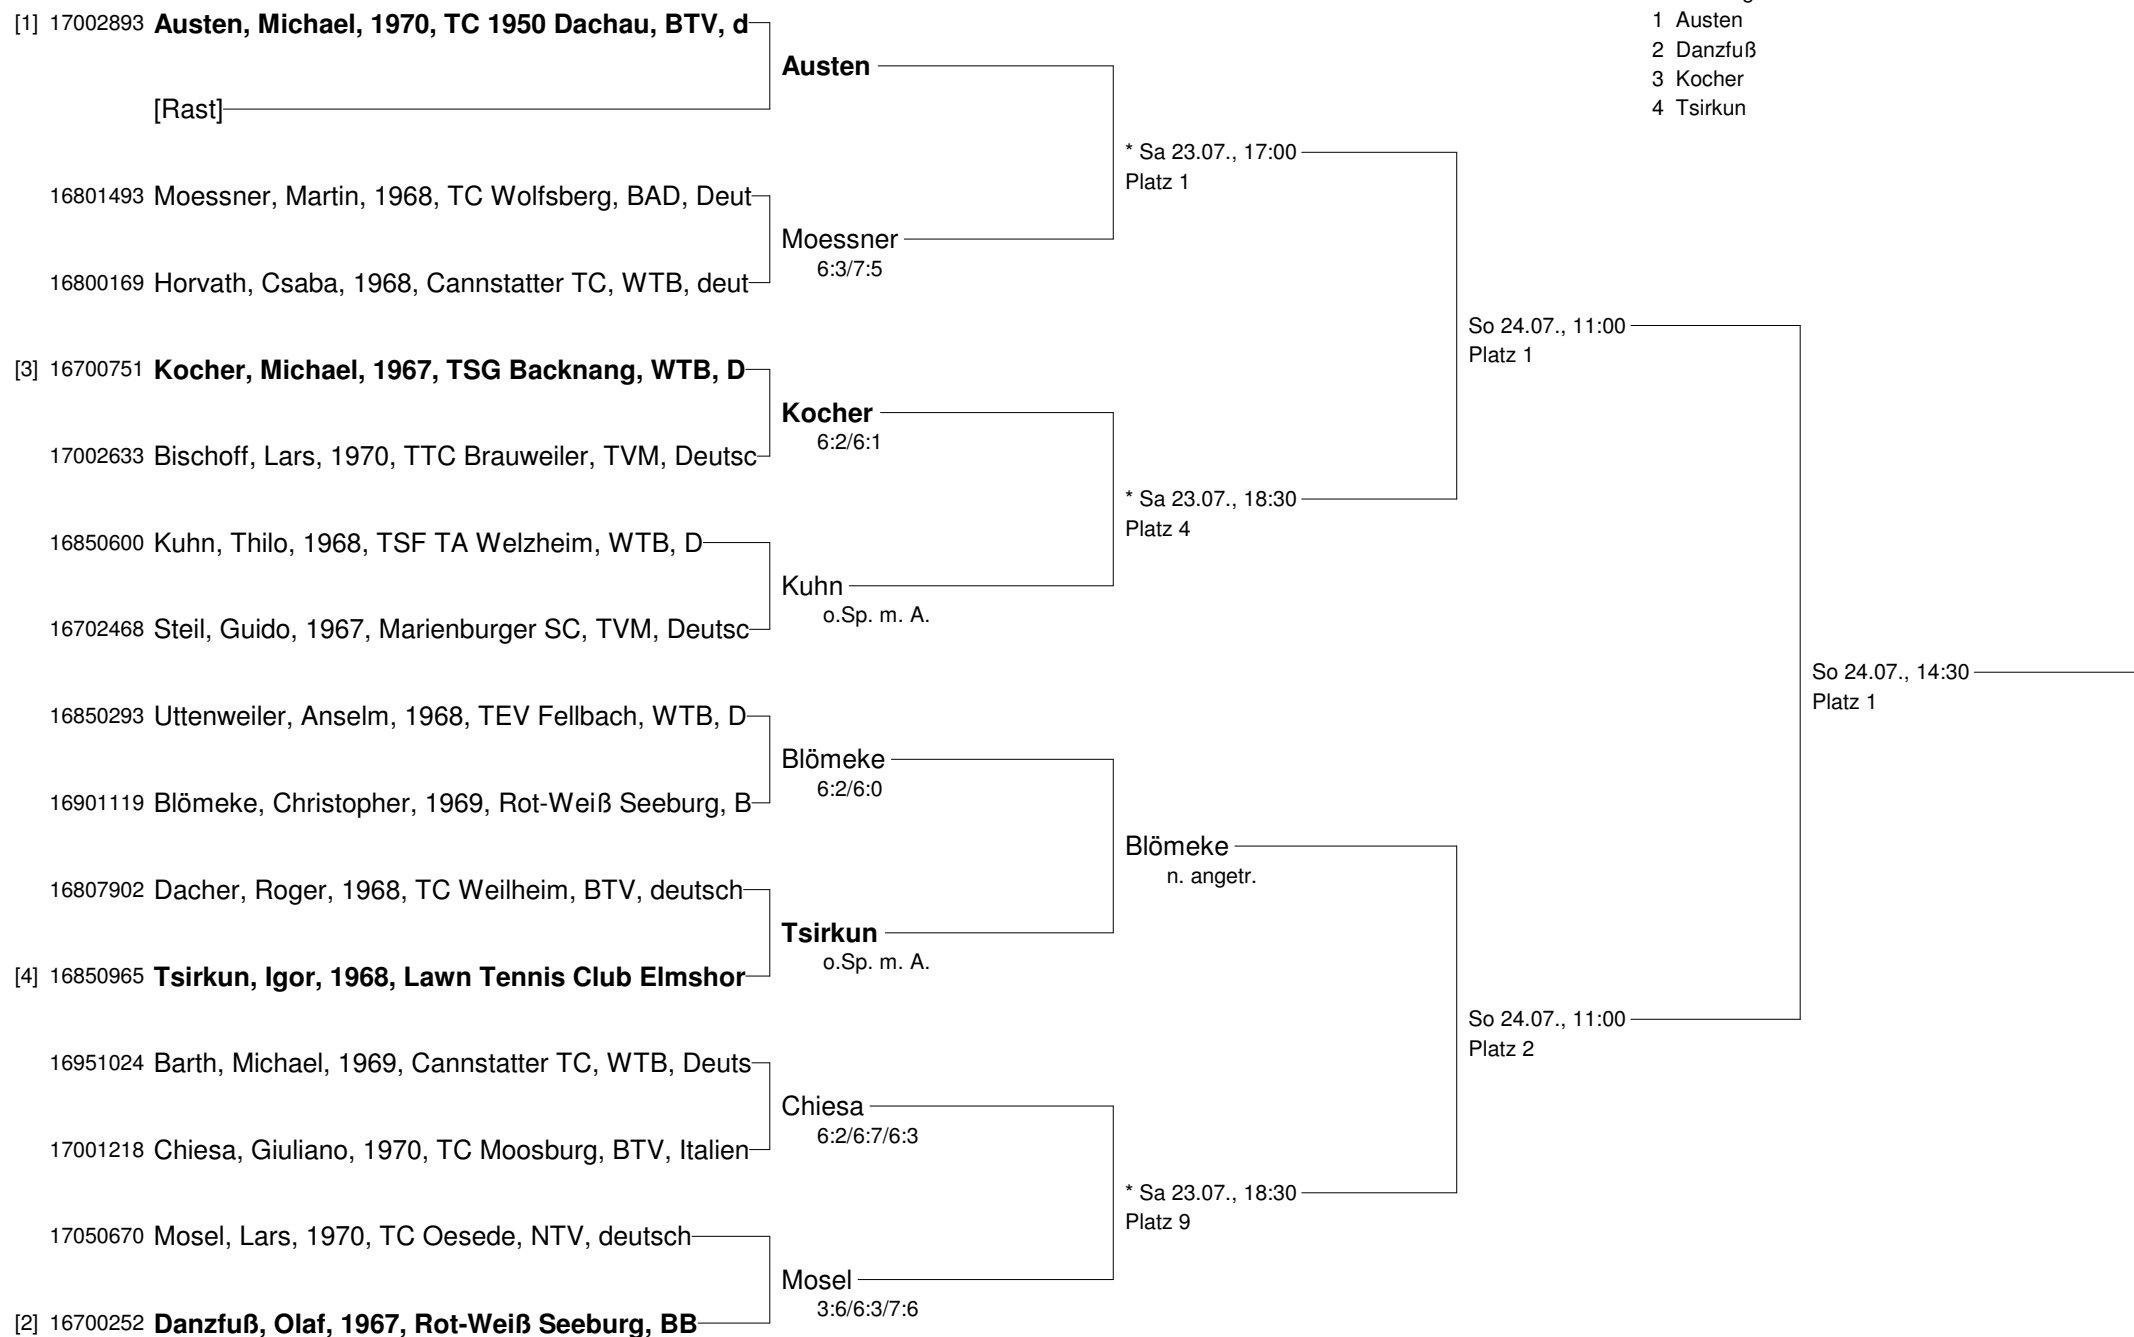 1 Austen
2 Danzfuß
3 Kocher
4 Tsirkun
[1] 17002893 Austen, Michael, 1970, TC 1950 Dachau, BTV, d
Austen
[Rast]
* Sa 23.07., 17:00
Platz 1
16801493 Moessner, Martin, 1968, TC Wolfsberg, BAD, Deut
Moessner
6:3/7:5
16800169 Horvath, Csaba, 1968, Cannstatter TC, WTB, deut
So 24.07., 11:00
Platz 1
[3] 16700751 Kocher, Michael, 1967, TSG Backnang, WTB, D
Kocher
6:2/6:1
17002633 Bischoff, Lars, 1970, TTC Brauweiler, TVM, Deutsc
* Sa 23.07., 18:30
Platz 4
16850600 Kuhn, Thilo, 1968, TSF TA Welzheim, WTB, D
Kuhn
o.Sp. m. A.
16702468 Steil, Guido, 1967, Marienburger SC, TVM, Deutsc
So 24.07., 14:30
Platz 1
16850293 Uttenweiler, Anselm, 1968, TEV Fellbach, WTB, D
Blömeke
6:2/6:0
16901119 Blömeke, Christopher, 1969, Rot-Weiß Seeburg, B
Blömeke
n. angetr.
16807902 Dacher, Roger, 1968, TC Weilheim, BTV, deutsch
Tsirkun
o.Sp. m. A.
[4] 16850965 Tsirkun, Igor, 1968, Lawn Tennis Club Elmshor
So 24.07., 11:00
Platz 2
16951024 Barth, Michael, 1969, Cannstatter TC, WTB, Deuts
Chiesa
6:2/6:7/6:3
17001218 Chiesa, Giuliano, 1970, TC Moosburg, BTV, Italien
* Sa 23.07., 18:30
Platz 9
17050670 Mosel, Lars, 1970, TC Oesede, NTV, deutsch
Mosel
3:6/6:3/7:6
[2] 16700252 Danzfuß, Olaf, 1967, Rot-Weiß Seeburg, BB